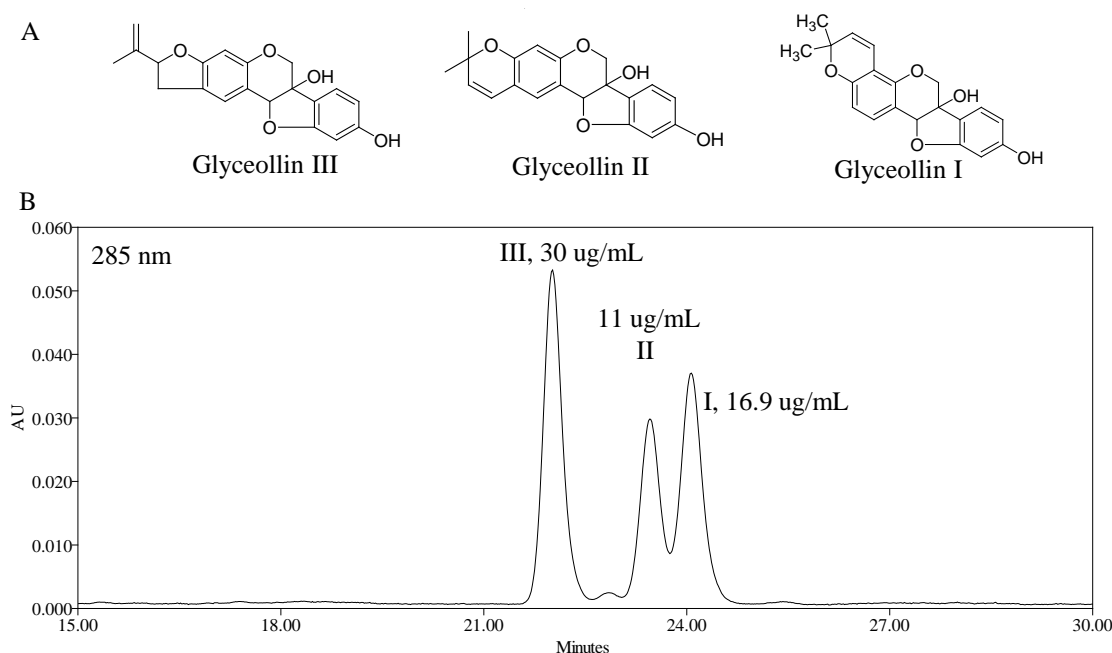 A
O
O
OH
O
OH
Glyceollin III
O
O
OH
O
OH
Glyceollin II
H3C
H3C
O
O
OH
O
OH
Glyceollin I
B
0.060
0.050
0.040
0.030
0.020
0.010
0.000
AU
285 nm
III, 30 ug/mL
11 ug/mL
II
I, 16.9 ug/mL
15.00 18.00 21.00 24.00 27.00 30.00
Minutes